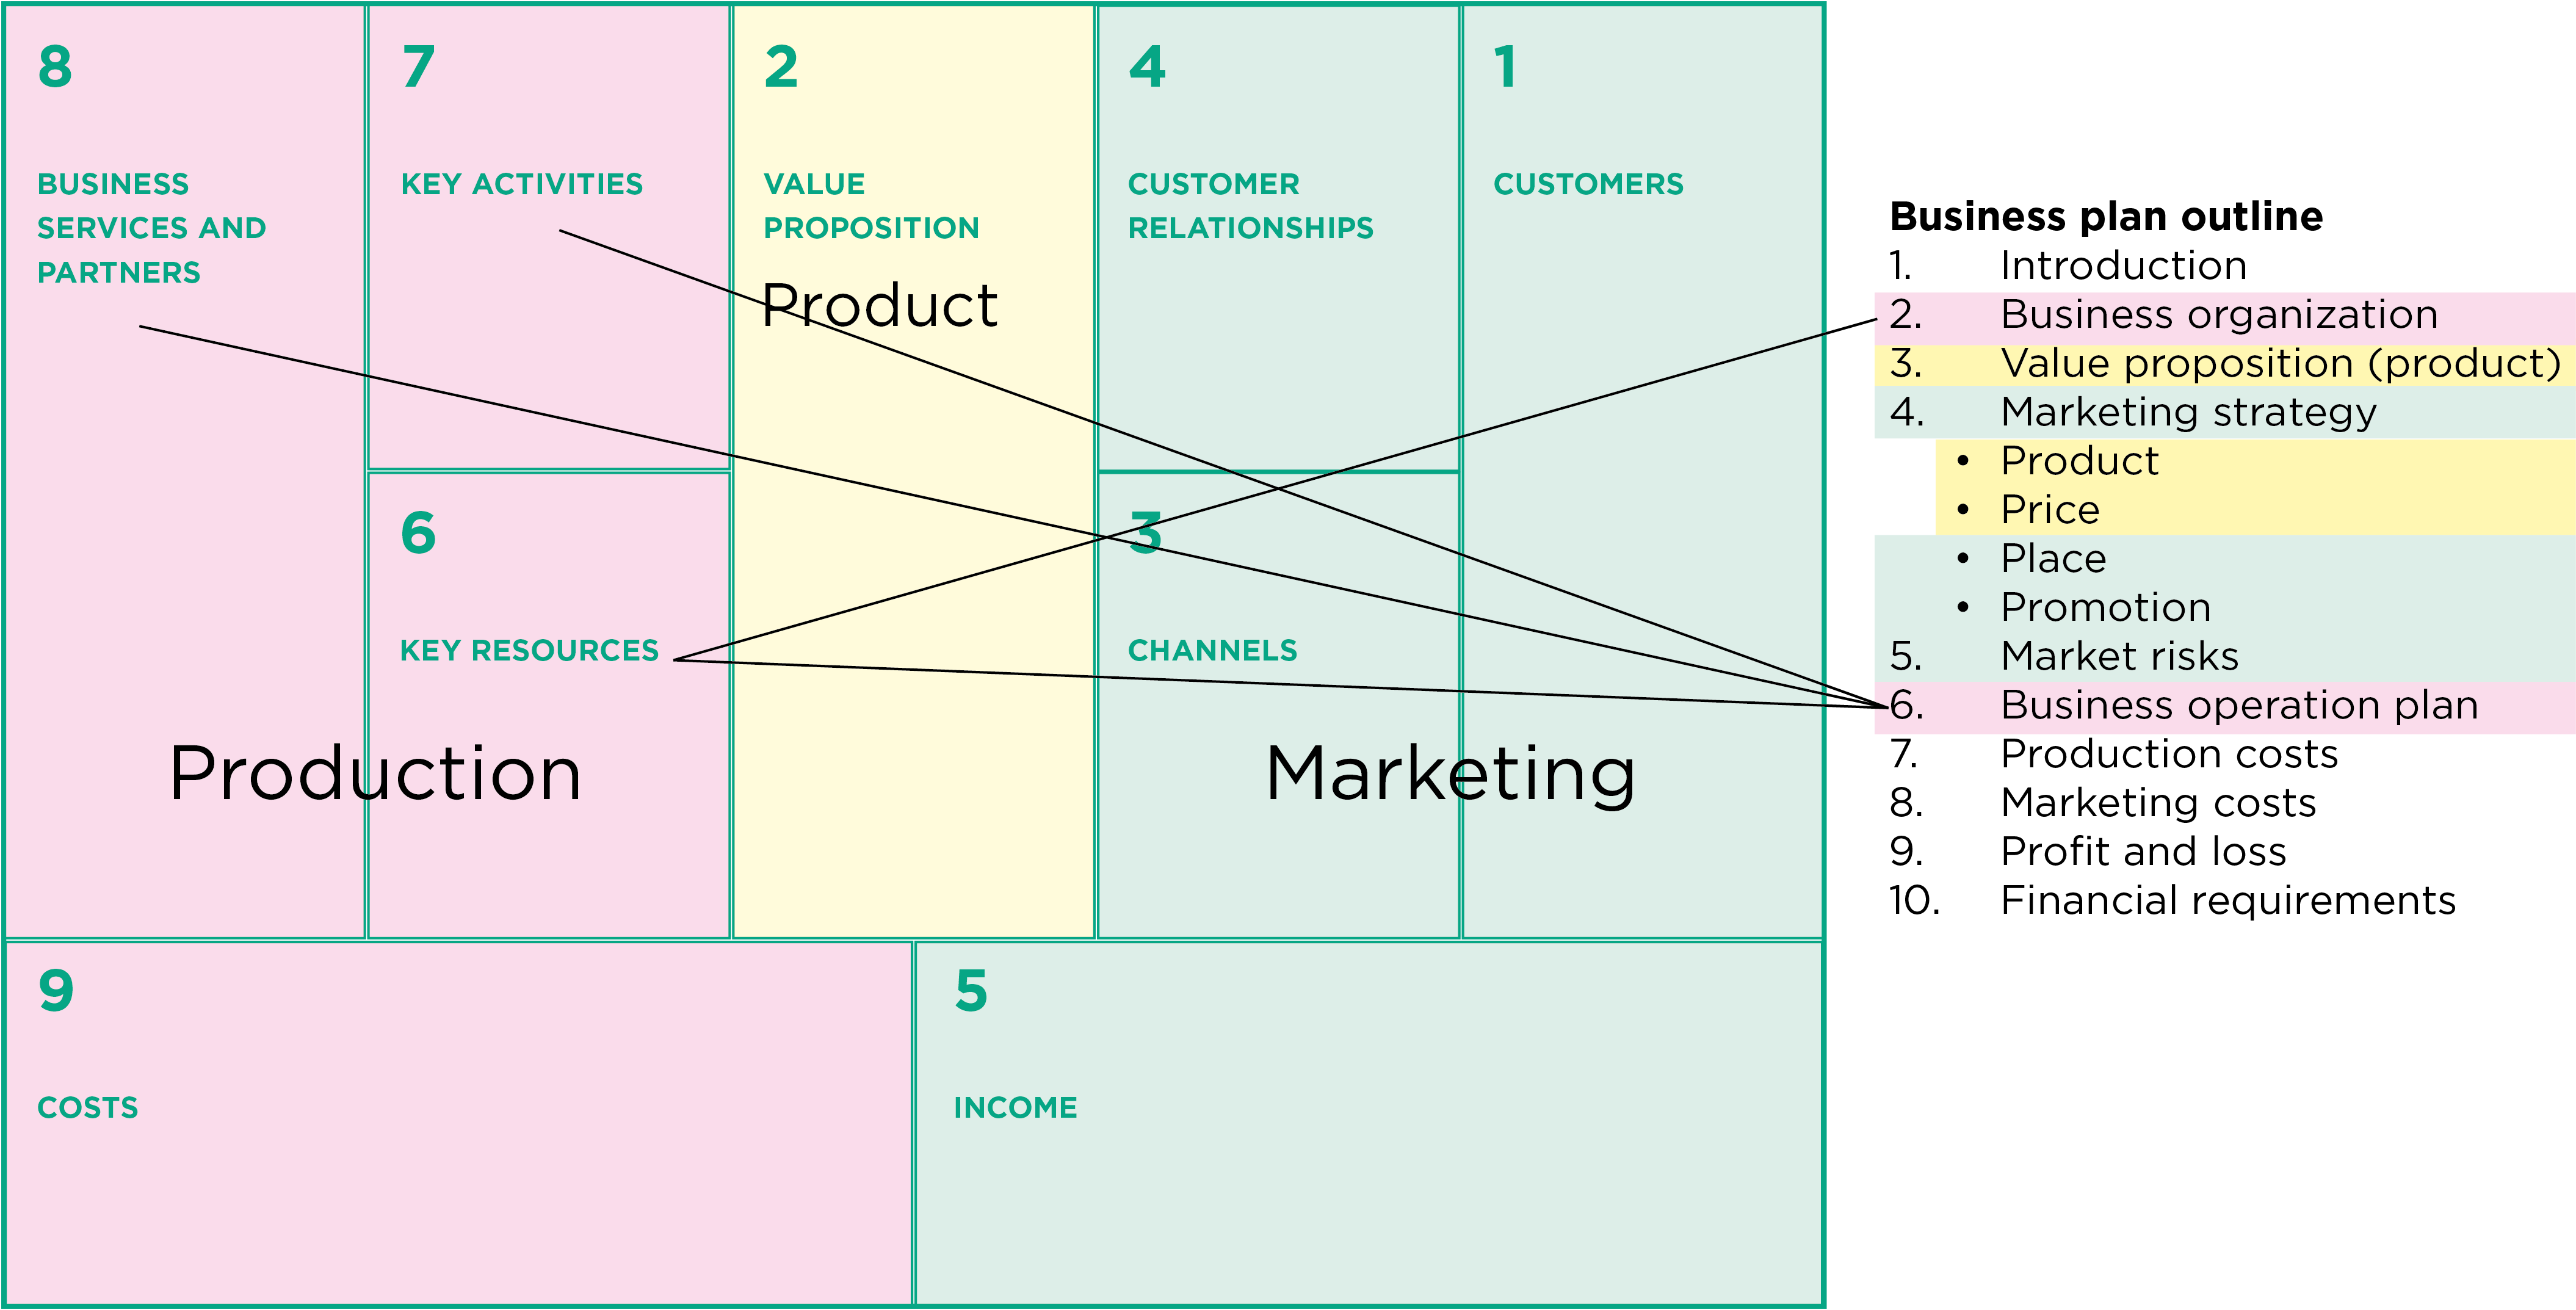 8
BUSINESS
SERVICES AND
PARTNERS
7
KEY ACTIVITIES
6
KEY RESOURCES
Production
2
VALUE
PROPOSITION
Product
4
CUSTOMER
RELATIONSHIPS
3
CHANNELS
1
CUSTOMERS
Marketing
9
COSTS
5
INCOME
Business plan outline
1. Introduction
2. Business organization
3. Value proposition (product)
4. Marketing strategy
• Product
• Price
• Place
• Promotion
5. Market risks
6. Business operation plan
7. Production costs
8. Marketing costs
9. Profit and loss
10. Financial requirements